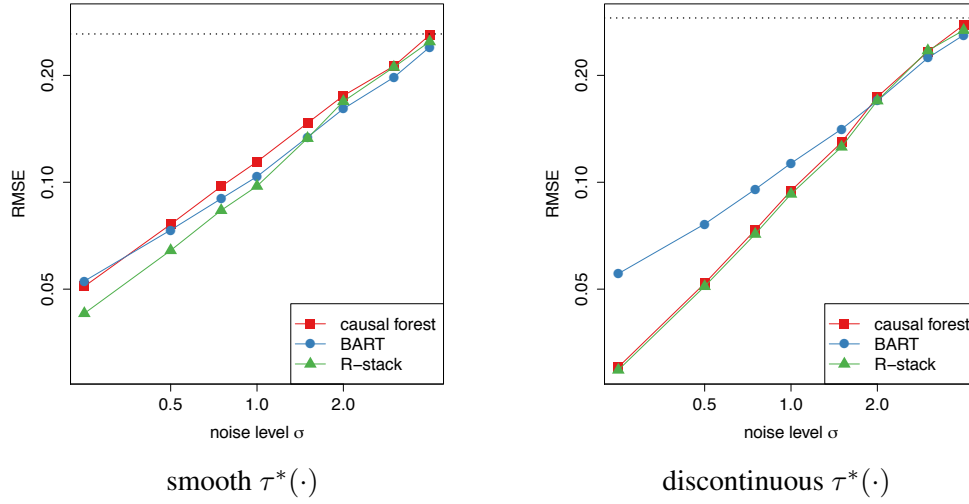 0.20
0.10
0.05
RMSE
causal forest
BART
R−stack
0.5 1.0 2.0
noise level σ
smooth τ*(·)
0.20
0.10
0.05
RMSE
causal forest
BART
R−stack
0.5 1.0 2.0
noise level σ
discontinuous τ*(·)